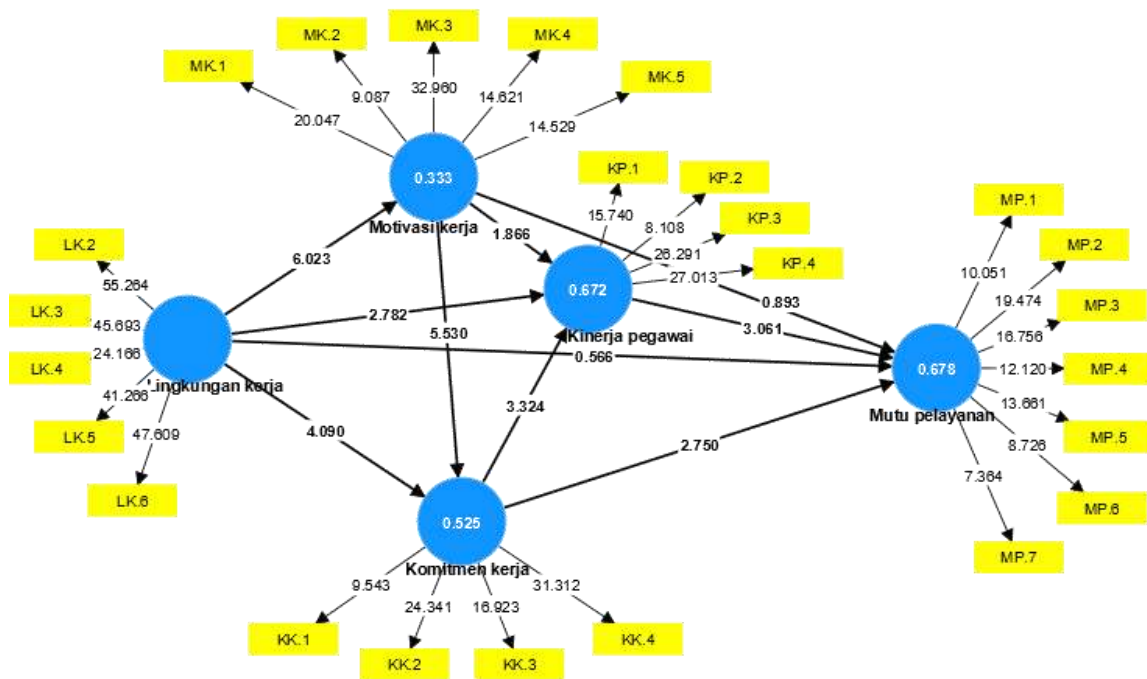 MK.1
MK.2
MK.3
MK.4
MK.5
20.047
9.087
32.960
14.621
14.529
0.333
Motivasi kerja
KP.1
KP.2
KP.3
KP.4
15.740
8.108
26.291
27.013
0.672
Kinerja pegawai
MP.1
MP.2
MP.3
MP.4
MP.5
MP.6
MP.7
10.051
19.474
16.756
12.120
13.661
8.726
7.364
0.678
Mutu pelayanan
LK.2
LK.3
LK.4
LK.5
LK.6
55.264
45.693
24.166
41.266
47.609
Lingkungan kerja
6.023
1.866
2.782
5.530
0.893
3.061
0.566
3.324
4.090
2.750
0.525
Komitmen kerja
9.543
24.341
16.923
31.312
KK.1
KK.2
KK.3
KK.4